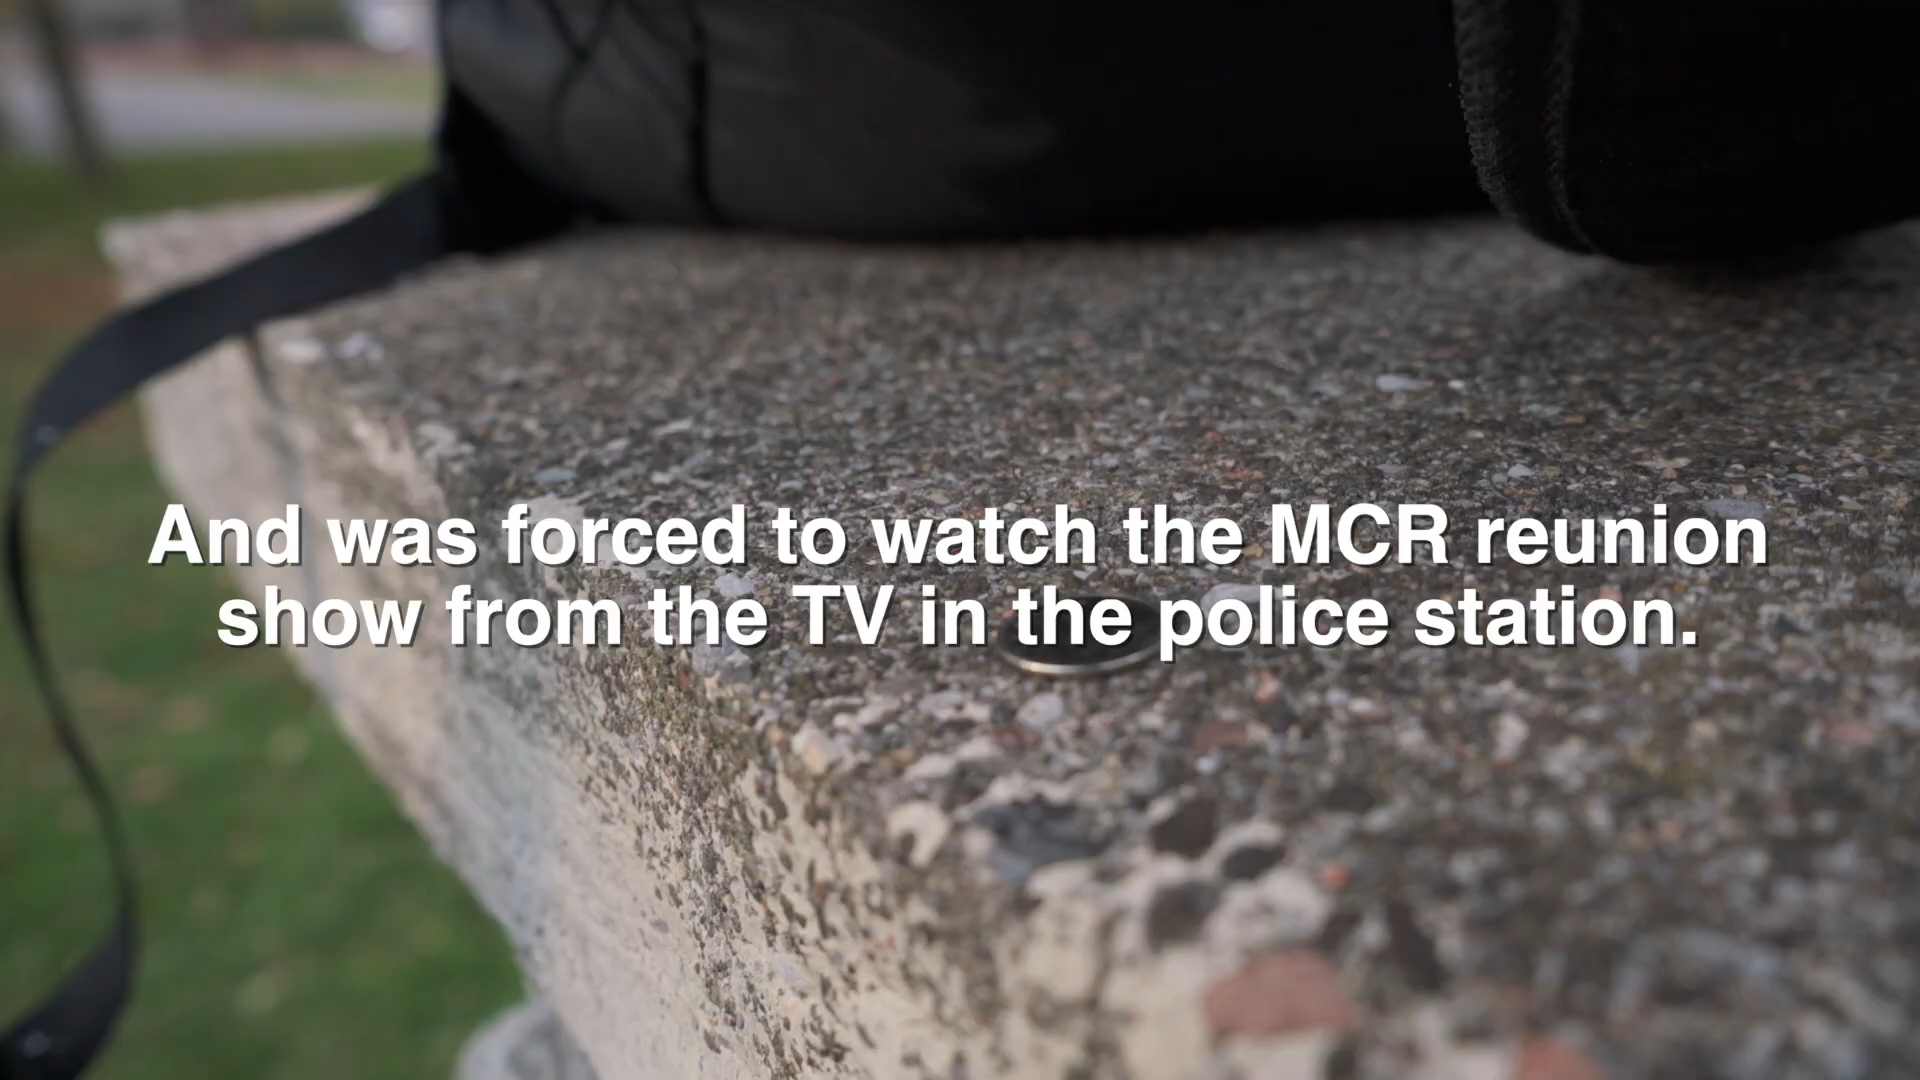 And was forced to watch the MCR reunion
show from the TV in the police station.